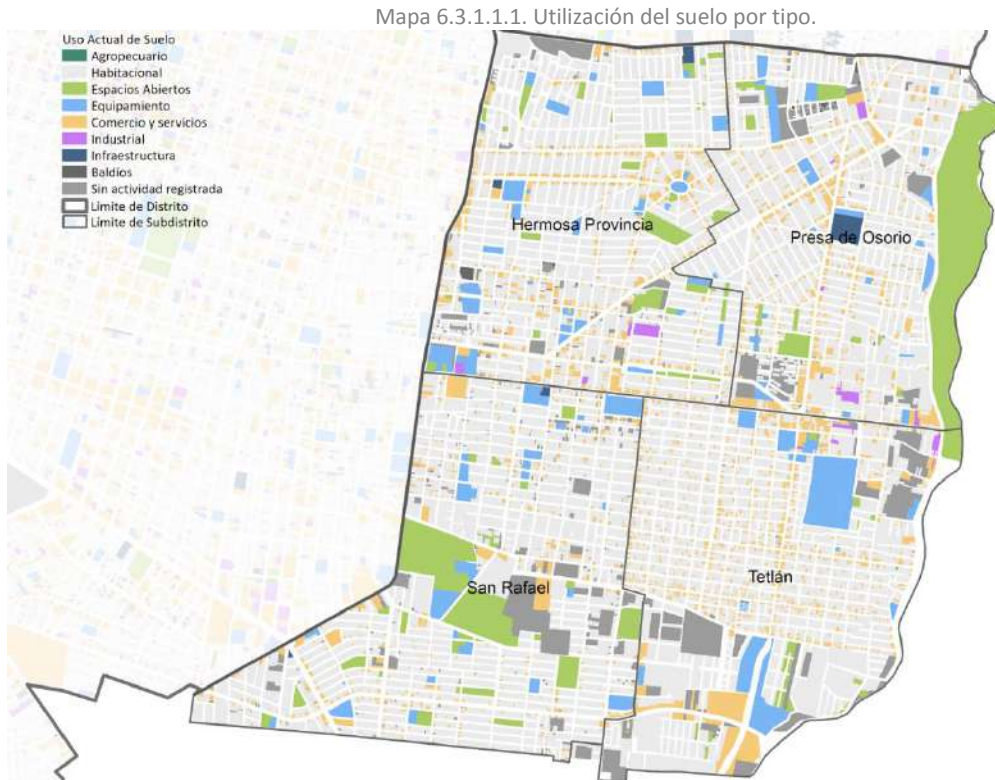 Mapa 6.3.1.1.1. Utilización del suelo por tipo.
Uso Actual de Suelo
Agropecuario
Habitacional
Espacios Abiertos
Equipamiento
Comercio y servicios
Industrial
Infraestructura
Baldíos
Sin actividad registrada
Limite de Distrito
Limite de Subdistrito
Hermosa Provincia
Presa de Osorio
San Rafael
Tetlán